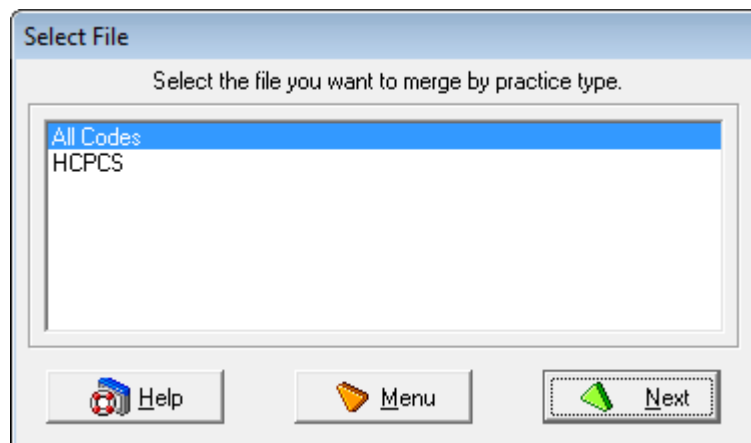 Select File
Select the file you want to merge by practice type.
All Codes
HCPCS
Help Menu Next